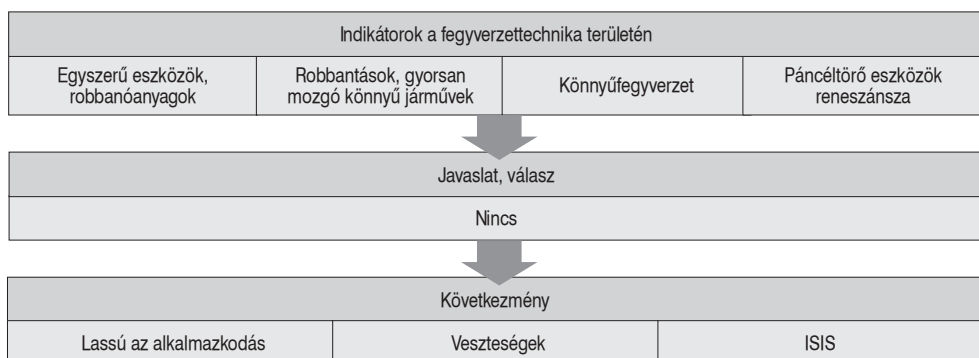 Indikátorok a fegyverzettechnika területén
Egyszerű eszközök,
robbanóanyagok
Robbantások, gyorsan
mozgó könnyű járművek
Könnyűfegyverzet
Páncéltörő eszközök
reneszánsza
Javaslat, válasz
Nincs
Következmény
Lassú az alkalmazkodás
Veszteségek
ISIS